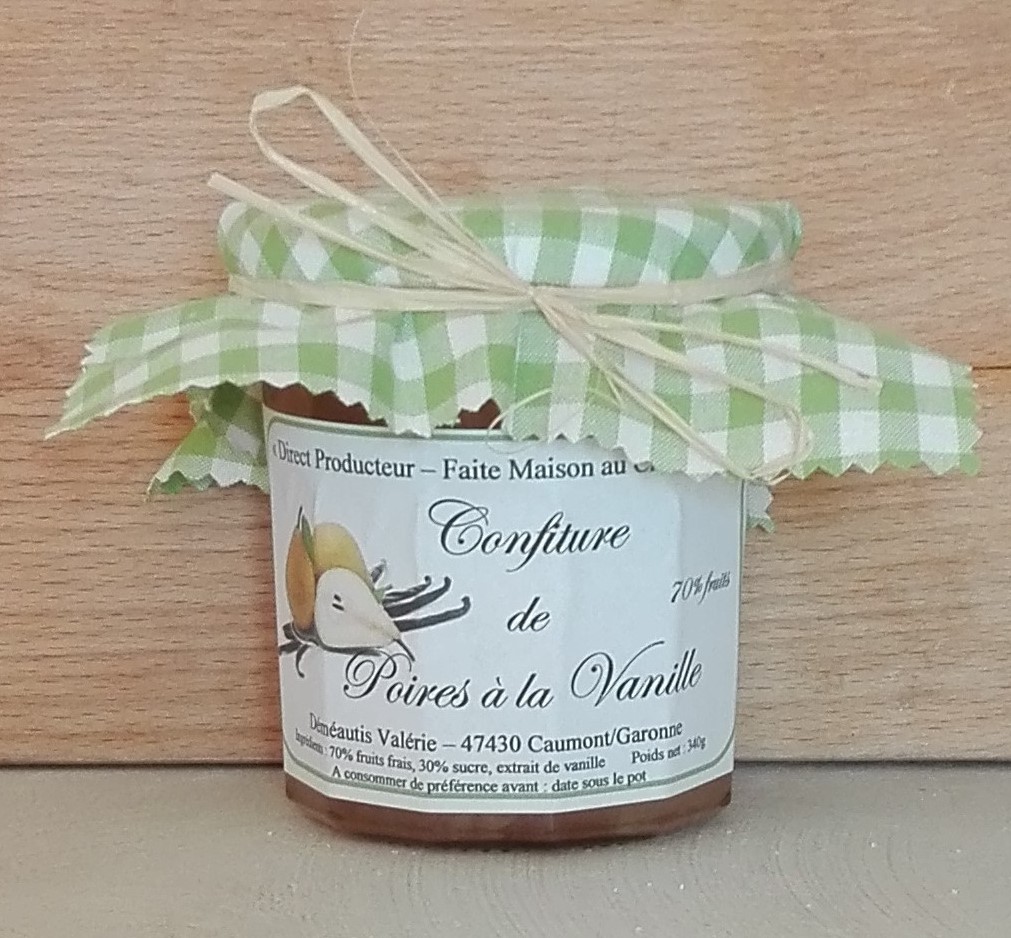 « Direct Producteur – Faite Maison au
Confiture
70% fruits
de
Poires à la Vanille
Déméautis Valérie – 47430 Caumont/Garonne
Ingrédient : 70% fruits frais, 30% sucre, extrait de vanille Poids net : 340g
A consommer de préférence avant : date sous le pot